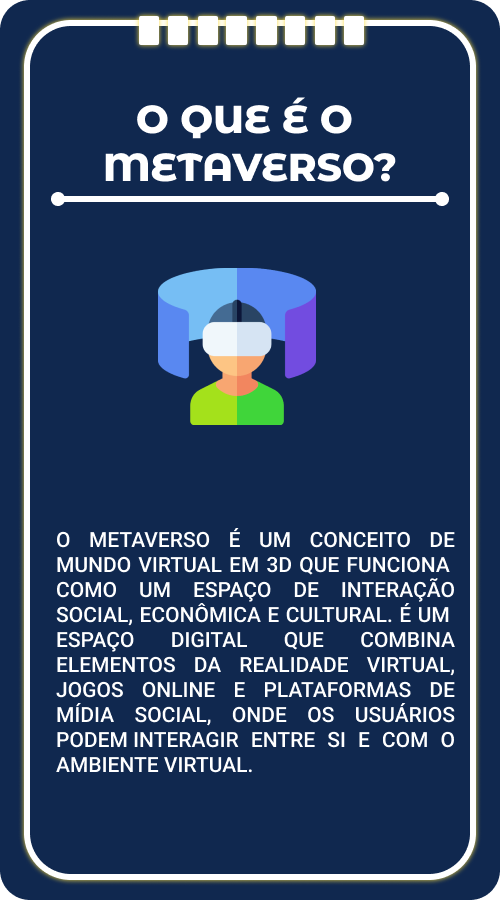 O QUE É O
METAVERSO?
O METAVERSO É UM CONCEITO DE
MUNDO VIRTUAL EM 3D QUE FUNCIONA
COMO UM ESPAÇO DE INTERAÇÃO
SOCIAL, ECONÔMICA E CULTURAL. É UM
ESPAÇO DIGITAL QUE COMBINA
ELEMENTOS DA REALIDADE VIRTUAL,
JOGOS ONLINE E PLATAFORMAS DE
MÍDIA SOCIAL, ONDE OS USUÁRIOS
PODEM INTERAGIR ENTRE SI E COM O
AMBIENTE VIRTUAL.